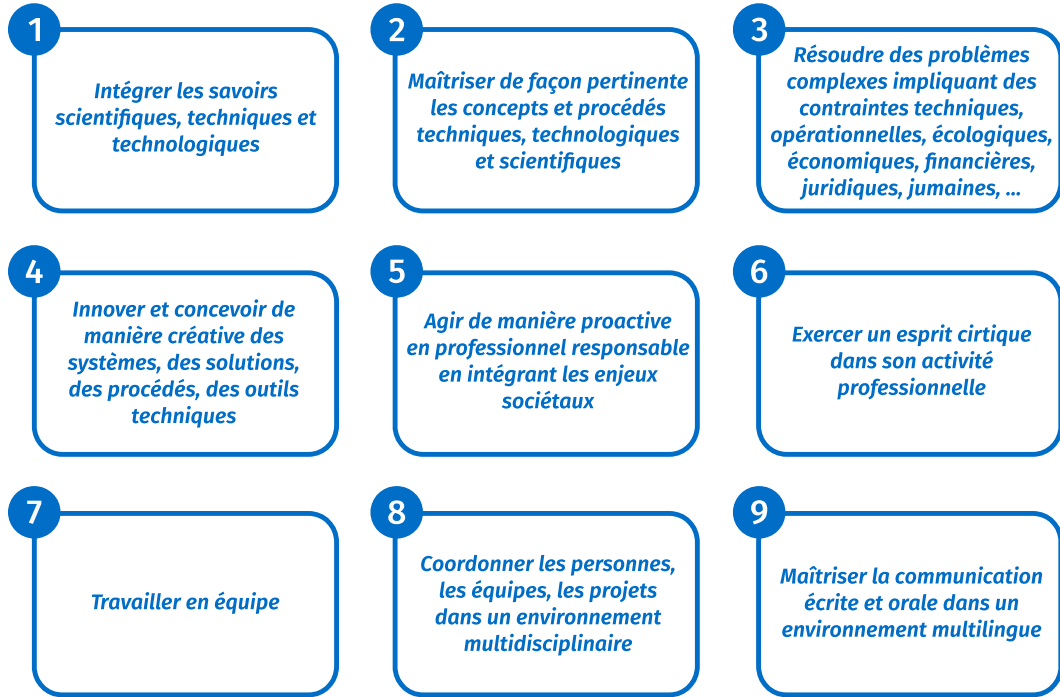 1
Intégrer les savoirs
scientifiques, techniques et
technologiques
2
Maîtriser de façon pertinente
les concepts et procédés
techniques, technologiques
et scientifiques
3
Résoudre des problèmes
complexes impliquant des
contraintes techniques,
opérationnelles, écologiques,
économiques, financières,
juridiques, jumaines, ...
4
Innover et concevoir de
manière créative des
systèmes, des solutions,
des procédés, des outils
techniques
5
Agir de manière proactive
en professionnel responsable
en intégrant les enjeux
sociétaux
6
Exercer un esprit cirtique
dans son activité
professionnelle
7
Travailler en équipe
8
Coordonner les personnes,
les équipes, les projets
dans un environnement
multidisciplinaire
9
Maîtriser la communication
écrite et orale dans un
environnement multilingue